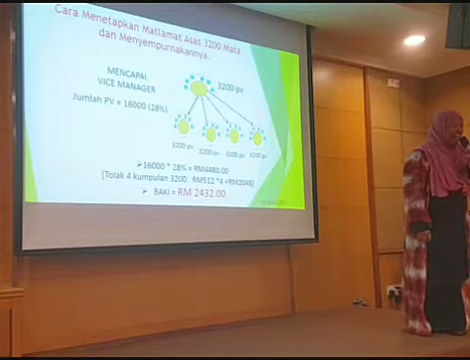 Cara Menetapkan Matlamat Asas 3200 Mata
dan Menyempurnakannya.
MENCAPAI
VICE MANAGER
Jumlah PV = 16000 (28%)
3200 pv
3200 pv 3200 pv 3200 pv 3200 pv
➢16000 * 28% = RM4480.00
[Tolak 4 kumpulan 3200: RM512 *4 =RM2048]
➢ BAKI = RM 2432.00